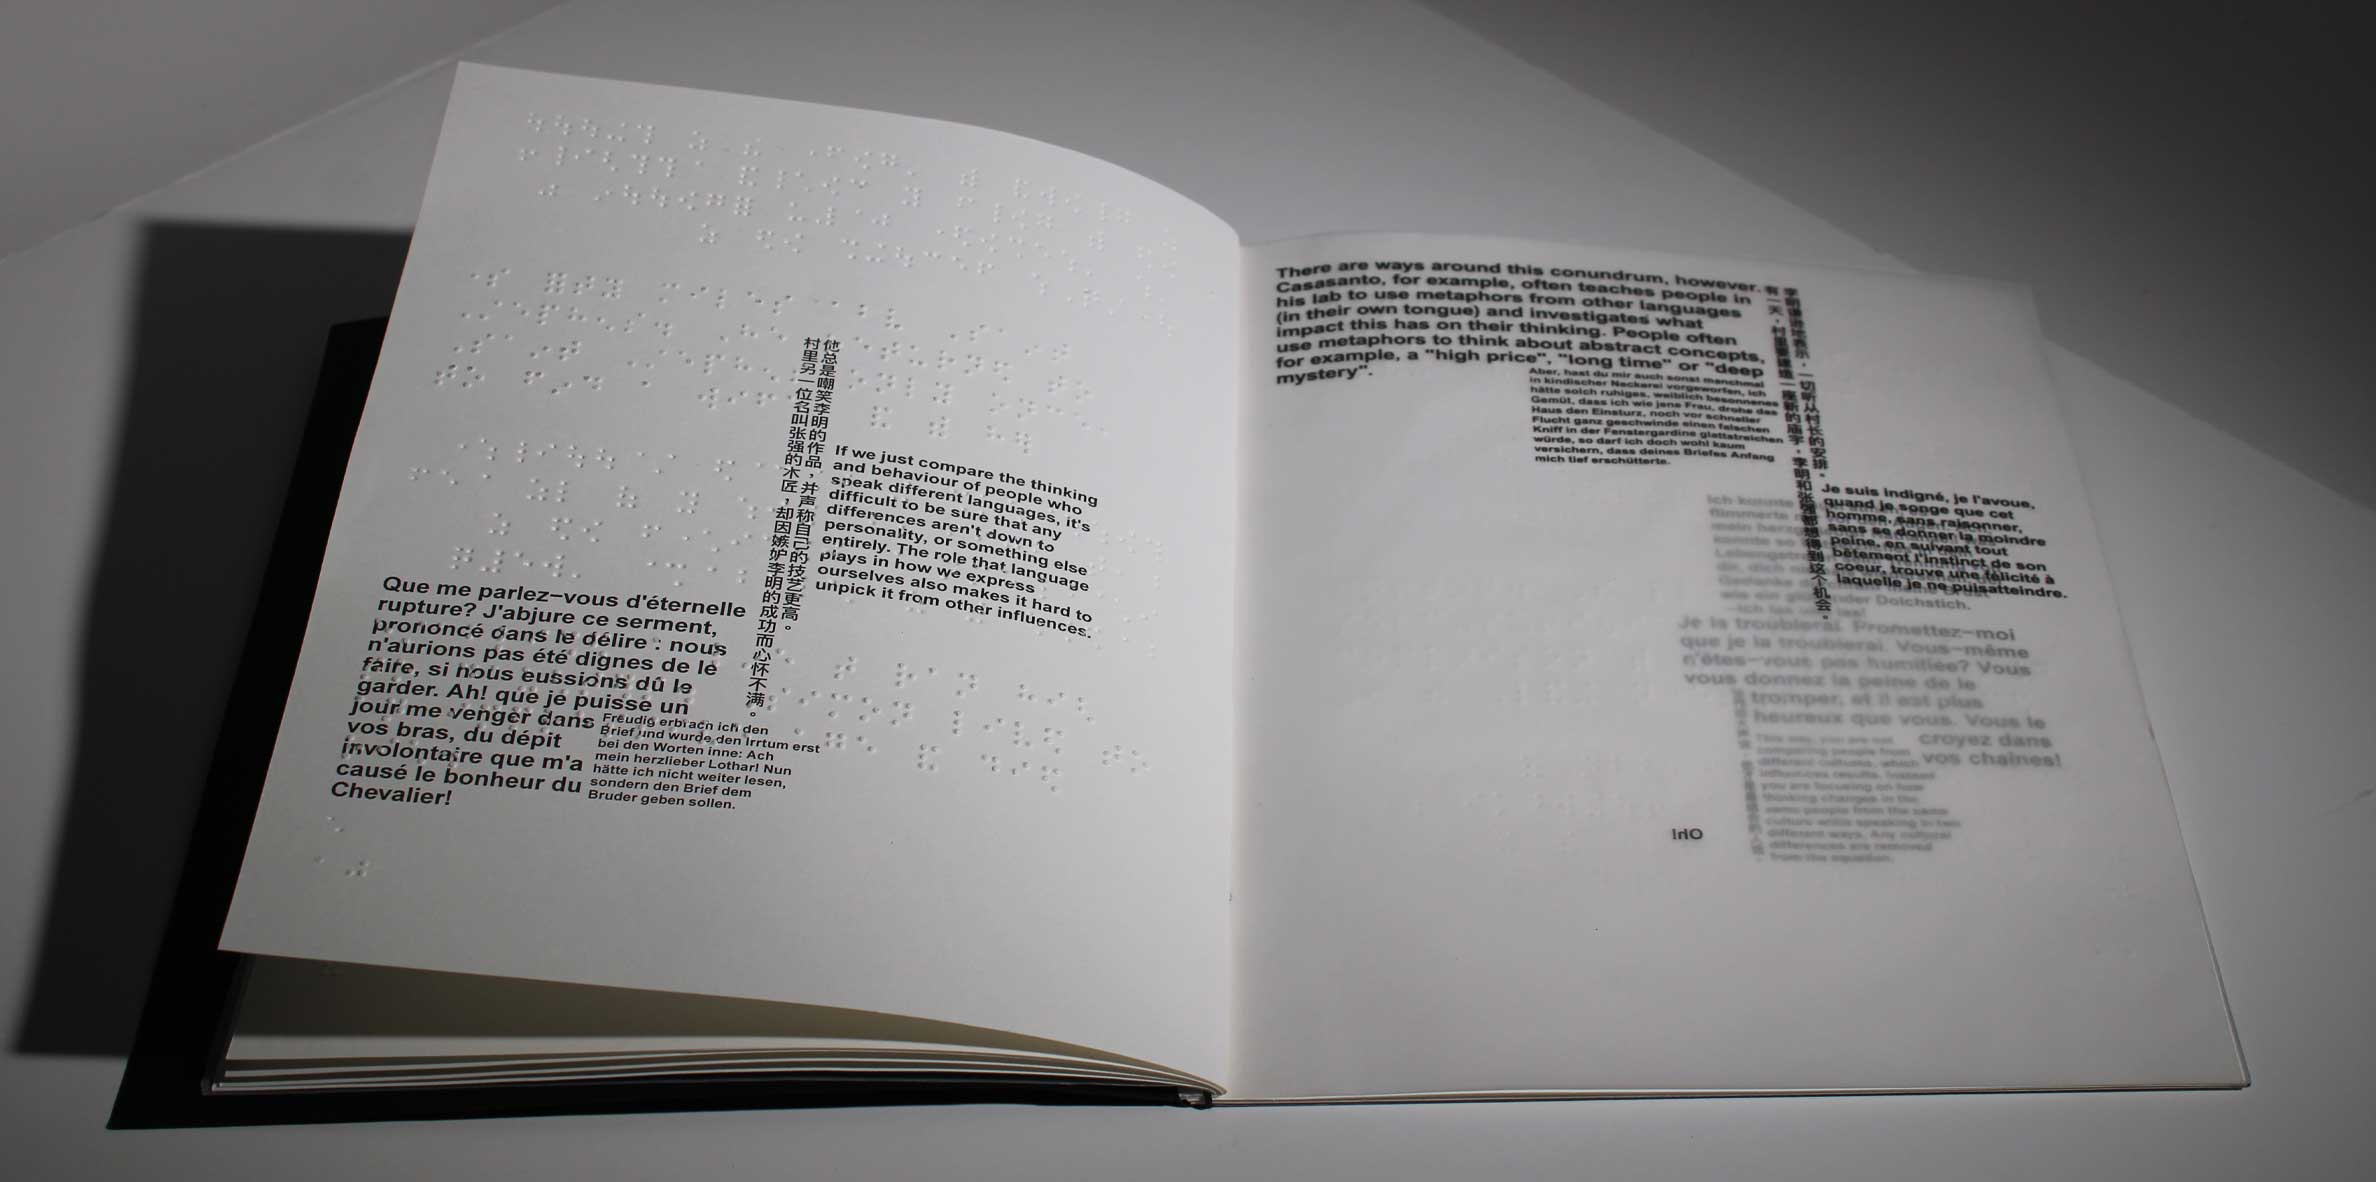 他总是嘲笑李明的作品，并声称自己的技艺更高。
村里另一位名叫张强的木匠，却因嫉妒李明的成功而心怀不满。
If we just compare the thinking
and behaviour of people who
speak different languages, it's
difficult to be sure that any
differences aren't down to
personality, or something else
entirely. The role that language
plays in how we express
ourselves also makes it hard to
unpick it from other influences.
Que me parlez-vous d'éternelle
rupture? J'abjure ce serment,
prononcé dans le délire : nous
n'aurions pas été dignes de le
faire, si nous eussions dû le
garder. Ah! que je puisse un
jour me venger dans
vos bras, du dépit
involontaire que m'a
causé le bonheur du
Chevalier!
Freudig erbrach ich den
Brief und wurde den Irrtum erst
bei den Worten inne: Ach
mein herzlieber Lothar! Nun
hätte ich nicht weiter lesen,
sondern den Brief dem
Bruder geben sollen.
There are ways around this conundrum, however.
Casasanto, for example, often teaches people in
his lab to use metaphors from other languages
(in their own tongue) and investigates what
impact this has on their thinking. People often
use metaphors to think about abstract concepts,
for example, a "high price", "long time" or "deep
mystery".
李明谦逊地表示，一切听从村长的安排。
有一天，村里要建造一座新的庙宇，李明和张强都想得到这个机会。
Aber, hast du mir auch sonst manchmal
in kindischer Neckerei vorgeworfen, ich
hätte solch ruhiges, weiblich besonnenes
Gemüt, dass ich wie jene Frau, drohe das
Haus den Einsturz, noch vor schneller
Flucht ganz geschwinde einen falschen
Kniff in der Fenstergardine glattstreichen
würde, so darf ich doch wohl kaum
versichern, dass deines Briefes Anfang
mich tief erschütterte.
Je suis indigné, je l'avoue,
quand je songe que cet
homme, sans raisonner,
sans se donner la moindre
peine, en suivant tout
bêtement l'instinct de son
coeur, trouve une félicité à
laquelle je ne puisatteindre.
Ich konnte
flimmerte
mein
konnte so
dir, dich
wie ein glühender Dolchstich.
—ich las und las!
Je la troublerai. Promettez-moi
que je la troublerai. Vous-même
n'êtes-vous pas humiliée? Vous
vous donnez la peine de le
tromper, et il est plus
heureux que vous. Vous le
croyez dans
vos chaînes!
This way, you are not
comparing people from
different cultures, which
influences results. Instead
you are focusing on how
thinking changes in the
same people from the same
culture while speaking in two
different ways. Any cultural
differences are removed
from the equation.
Oh!